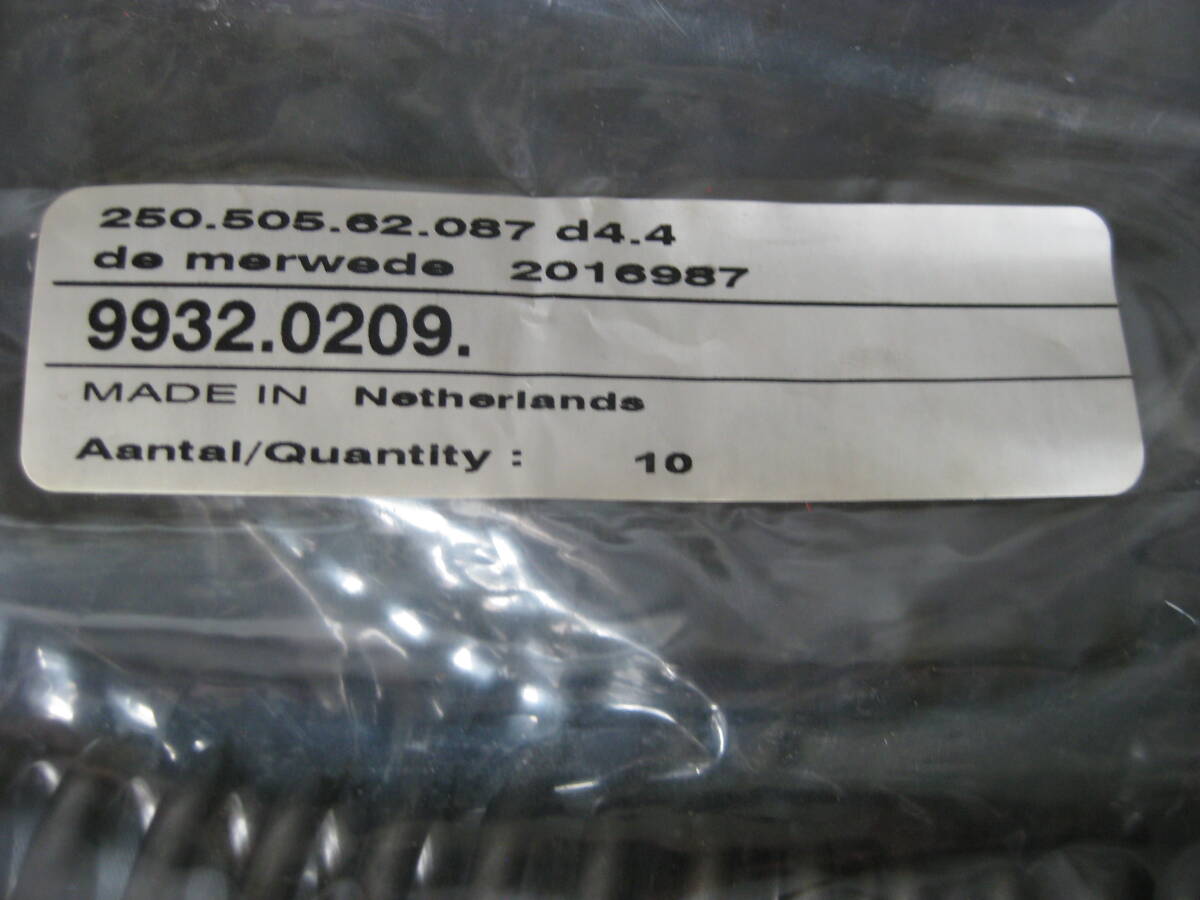 250.505.62.087 d4.4
de merwede 2016987
9932.0209.
MADE IN Netherlands
Aantal/Quantity : 10